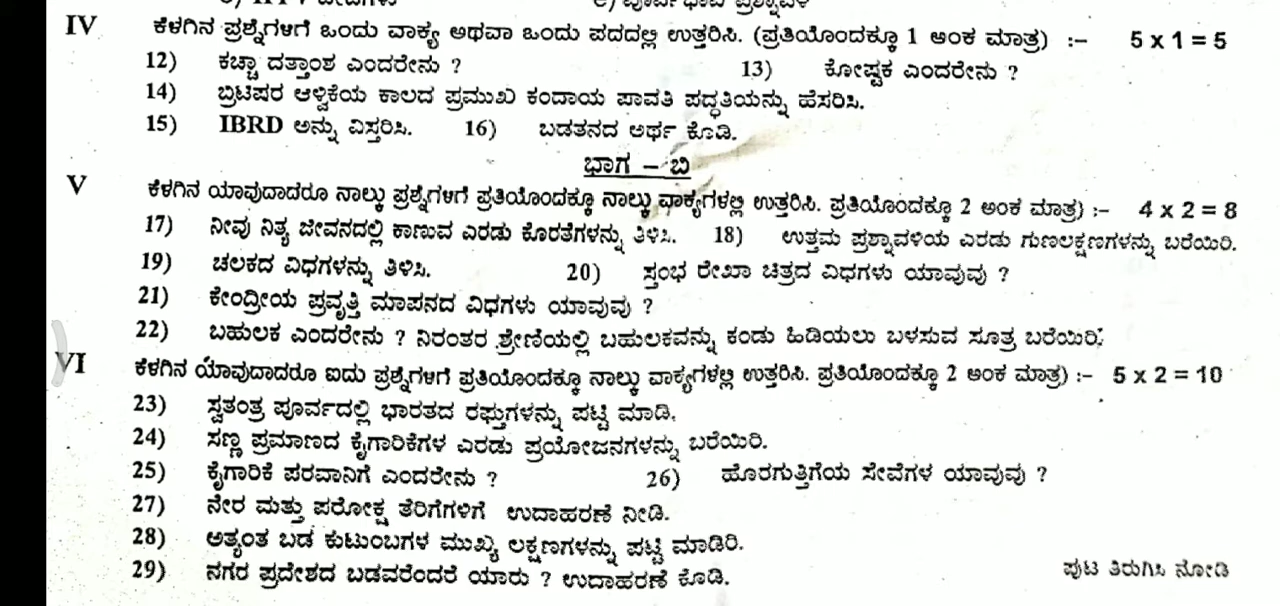 IV ಕೆಳಗಿನ ಪ್ರಶ್ನೆಗಳಿಗೆ ಒಂದು ವಾಕ್ಯ ಅಥವಾ ಒಂದು ಪದದಲ್ಲಿ ಉತ್ತರಿಸಿ. (ಪ್ರತಿಯೊಂದಕ್ಕೂ 1 ಅಂಕ ಮಾತ್ರ) :- 5 x 1 = 5
12) ಕಚ್ಚಾ ದತ್ತಾಂಶ ಎಂದರೇನು ? 13) ಕೋಷ್ಟಕ ಎಂದರೇನು ?
14) ಬ್ರಿಟಿಷರ ಆಳ್ವಿಕೆಯ ಕಾಲದ ಪ್ರಮುಖ ಕಂದಾಯ ಪಾವತಿ ಪದ್ಧತಿಯನ್ನು ಹೆಸರಿಸಿ.
15) IBRD ಅನ್ನು ವಿಸ್ತರಿಸಿ. 16) ಬಡತನದ ಅರ್ಥ ಕೊಡಿ.
ಭಾಗ – ಬಿ
V ಕೆಳಗಿನ ಯಾವುದಾದರೂ ನಾಲ್ಕು ಪ್ರಶ್ನೆಗಳಿಗೆ ಪ್ರತಿಯೊಂದಕ್ಕೂ ನಾಲ್ಕು ವಾಕ್ಯಗಳಲ್ಲಿ ಉತ್ತರಿಸಿ. ಪ್ರತಿಯೊಂದಕ್ಕೂ 2 ಅಂಕ ಮಾತ್ರ) :- 4 x 2 = 8
17) ನೀವು ನಿತ್ಯ ಜೀವನದಲ್ಲಿ ಕಾಣುವ ಎರಡು ಕೊರತೆಗಳನ್ನು ತಿಳಿಸಿ. 18) ಉತ್ತಮ ಪ್ರಶ್ನಾವಳಿಯ ಎರಡು ಗುಣಲಕ್ಷಣಗಳನ್ನು ಬರೆಯಿರಿ.
19) ಚಲಕದ ವಿಧಗಳನ್ನು ತಿಳಿಸಿ. 20) ಸ್ತಂಭ ರೇಖಾ ಚಿತ್ರದ ವಿಧಗಳು ಯಾವುವು ?
21) ಕೇಂದ್ರೀಯ ಪ್ರವೃತ್ತಿ ಮಾಪನದ ವಿಧಗಳು ಯಾವುವು ?
22) ಬಹುಲಕ ಎಂದರೇನು ? ನಿರಂತರ ಶ್ರೇಣಿಯಲ್ಲಿ ಬಹುಲಕವನ್ನು ಕಂಡು ಹಿಡಿಯಲು ಬಳಸುವ ಸೂತ್ರ ಬರೆಯಿರಿ.
VI ಕೆಳಗಿನ ಯಾವುದಾದರೂ ಐದು ಪ್ರಶ್ನೆಗಳಿಗೆ ಪ್ರತಿಯೊಂದಕ್ಕೂ ನಾಲ್ಕು ವಾಕ್ಯಗಳಲ್ಲಿ ಉತ್ತರಿಸಿ. ಪ್ರತಿಯೊಂದಕ್ಕೂ 2 ಅಂಕ ಮಾತ್ರ) :- 5 x 2 = 10
23) ಸ್ವತಂತ್ರ ಪೂರ್ವದಲ್ಲಿ ಭಾರತದ ರಫ್ತುಗಳನ್ನು ಪಟ್ಟಿ ಮಾಡಿ.
24) ಸಣ್ಣ ಪ್ರಮಾಣದ ಕೈಗಾರಿಕೆಗಳ ಎರಡು ಪ್ರಯೋಜನಗಳನ್ನು ಬರೆಯಿರಿ.
25) ಕೈಗಾರಿಕೆ ಪರವಾನಿಗೆ ಎಂದರೇನು ? 26) ಹೊರಗುತ್ತಿಗೆಯ ಸೇವೆಗಳ ಯಾವುವು ?
27) ನೇರ ಮತ್ತು ಪರೋಕ್ಷ ತೆರಿಗೆಗಳಿಗೆ ಉದಾಹರಣೆ ನೀಡಿ.
28) ಅತ್ಯಂತ ಬಡ ಕುಟುಂಬಗಳ ಮುಖ್ಯ ಲಕ್ಷಣಗಳನ್ನು ಪಟ್ಟಿ ಮಾಡಿರಿ.
29) ನಗರ ಪ್ರದೇಶದ ಬಡವರೆಂದರೆ ಯಾರು ? ಉದಾಹರಣೆ ಕೊಡಿ.
ಪುಟ ತಿರುಗಿಸಿ ನೋಡಿ